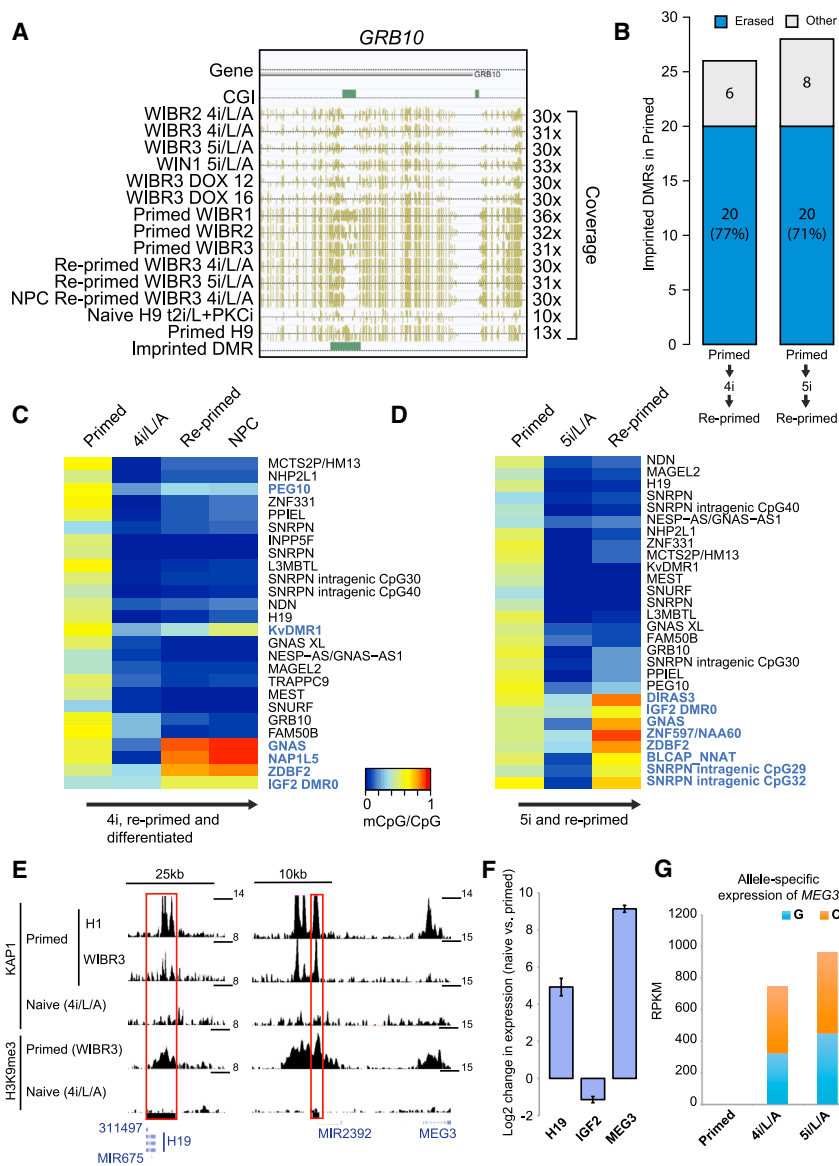 A
GRB10
Gene
GRB10
CGI
WIBR2 4i/L/A 30x
WIBR3 4i/L/A 31x
WIBR3 5i/L/A 30x
WIN1 5i/L/A 33x
WIBR3 DOX 12 30x
WIBR3 DOX 16 30x
Primed WIBR1 36x
Primed WIBR2 32x
Primed WIBR3 31x
Re-primed WIBR3 4i/L/A 30x
Re-primed WIBR3 5i/L/A 31x
NPC Re-primed WIBR3 4i/L/A 30x
Naive H9 t2i/L+PKCi 10x
Primed H9 13x
Imprinted DMR
Coverage
B
Erased Other
Imprinted DMRs in Primed
30
25
20
15
10
5
0
6
20
(77%)
8
20
(71%)
Primed
4i
Re-primed
Primed
5i
Re-primed
C
Primed 4i/L/A Re-primed NPC
MCTS2P/HM13
NHP2L1
PEG10
ZNF331
PPIEL
SNRPN
INPP5F
SNRPN
L3MBTL
SNRPN intragenic CpG30
SNRPN intragenic CpG40
NDN
H19
KvDMR1
GNAS XL
NESP-AS/GNAS-AS1
MAGEL2
TRAPPC9
MEST
SNURF
GRB10
FAM50B
GNAS
NAP1L5
ZDBF2
IGF2 DMR0
4i, re-primed and
differentiated
0 1
mCpG/CpG
D
Primed 5i/L/A Re-primed
NDN
MAGEL2
H19
SNRPN
SNRPN intragenic CpG40
NESP-AS/GNAS-AS1
NHP2L1
ZNF331
MCTS2P/HM13
KvDMR1
MEST
SNURF
SNRPN
L3MBTL
GNAS XL
FAM50B
GRB10
SNRPN intragenic CpG30
PPIEL
PEG10
DIRAS3
IGF2 DMR0
GNAS
ZNF597/NAA60
ZDBF2
BLCAP_NNAT
SNRPN intragenic CpG29
SNRPN intragenic CpG32
5i and re-primed
E
25kb 10kb
KAP1
Primed
H1
14
8 15
WIBR3
8 15
Naive (4i/L/A)
8 15
H3K9me3
Primed (WIBR3)
8 15
Naive (4i/L/A)
311497
H19
MIR675
MIR2392
MEG3
F
Log2 change in expression (naive vs. primed)
10
8
6
4
2
0
-2
H19 IGF2 MEG3
G
Allele-specific
expression of MEG3
G C
RPKM
1200
1000
800
600
400
200
0
Primed 4i/L/A 5i/L/A